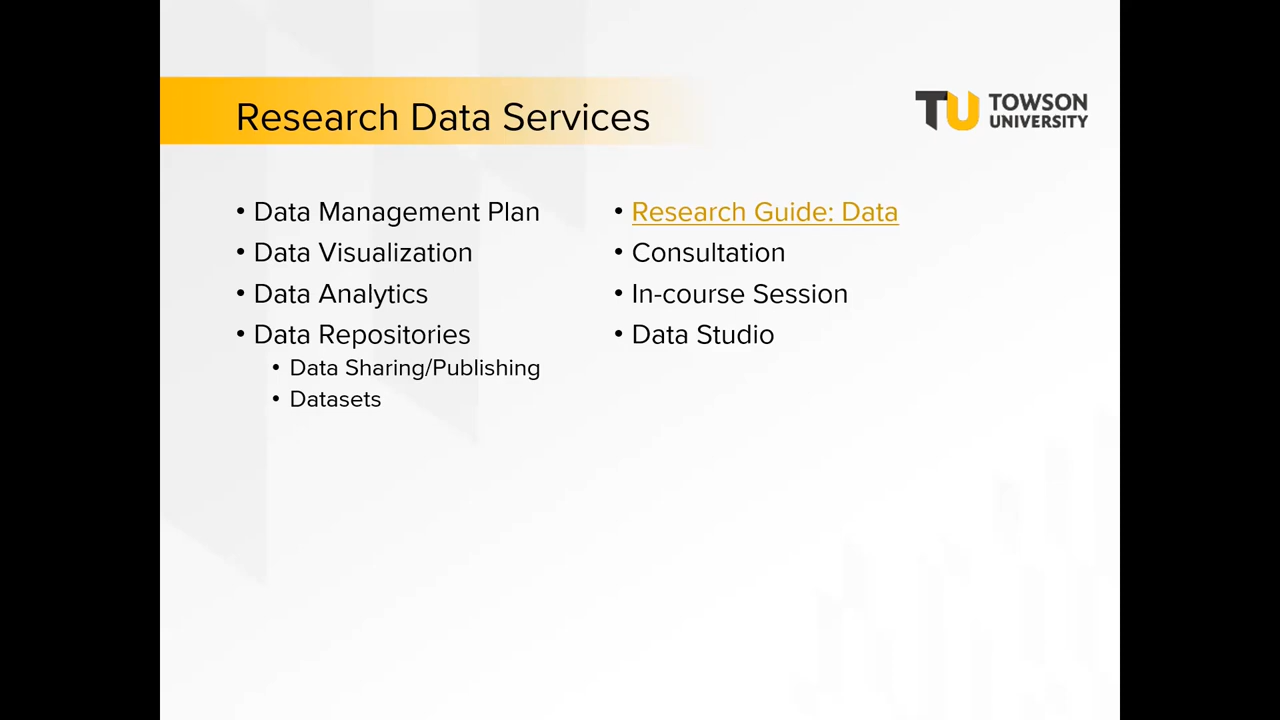 Research Data Services
TU TOWSON
UNIVERSITY
• Data Management Plan
• Data Visualization
• Data Analytics
• Data Repositories
• Data Sharing/Publishing
• Datasets
• Research Guide: Data
• Consultation
• In-course Session
• Data Studio